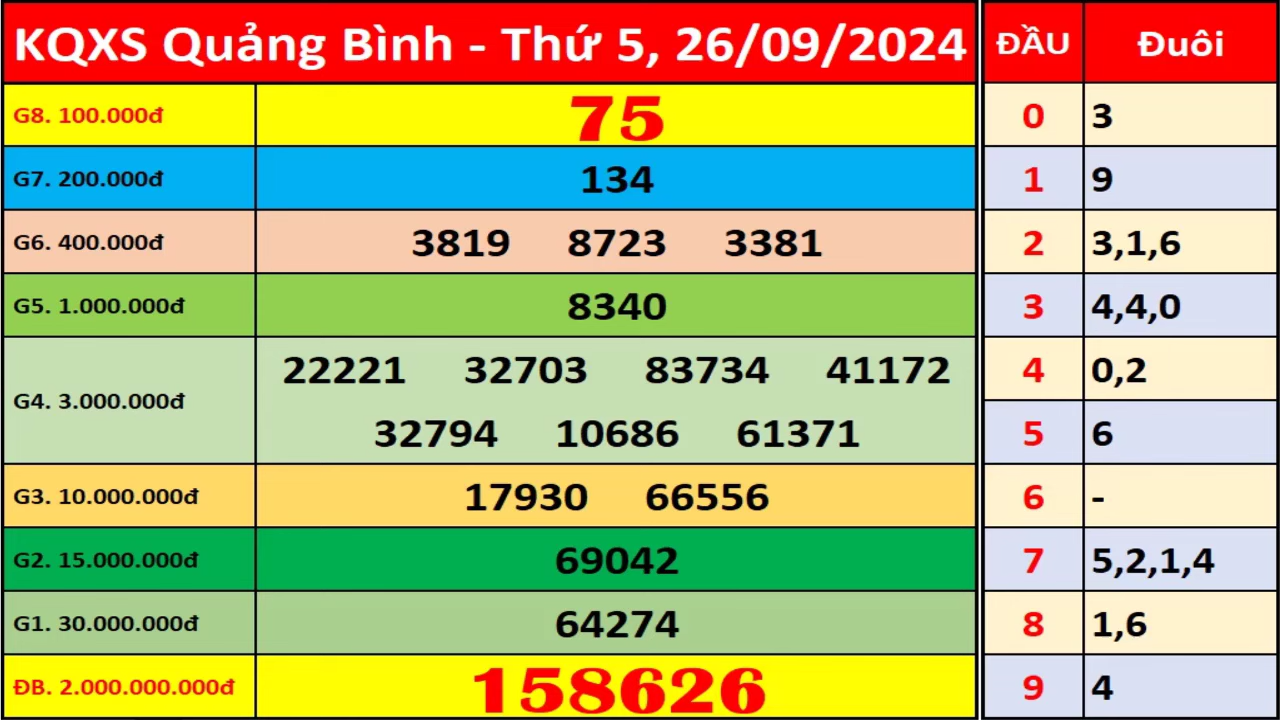 KQXS Quảng Bình - Thứ 5, 26/09/2024 ĐẦU Đuôi
G8. 100.000đ 75 0 3
G7. 200.000đ 134 1 9
G6. 400.000đ 3819 8723 3381 2 3,1,6
G5. 1.000.000đ 8340 3 4,4,0
22221 32703 83734 41172 4 0,2
G4. 3.000.000đ
32794 10686 61371 5 6
G3. 10.000.000đ 17930 66556 6 -
G2. 15.000.000đ 69042 7 5,2,1,4
G1. 30.000.000đ 64274 8 1,6
ĐB. 2.000.000.000đ 158626 9 4